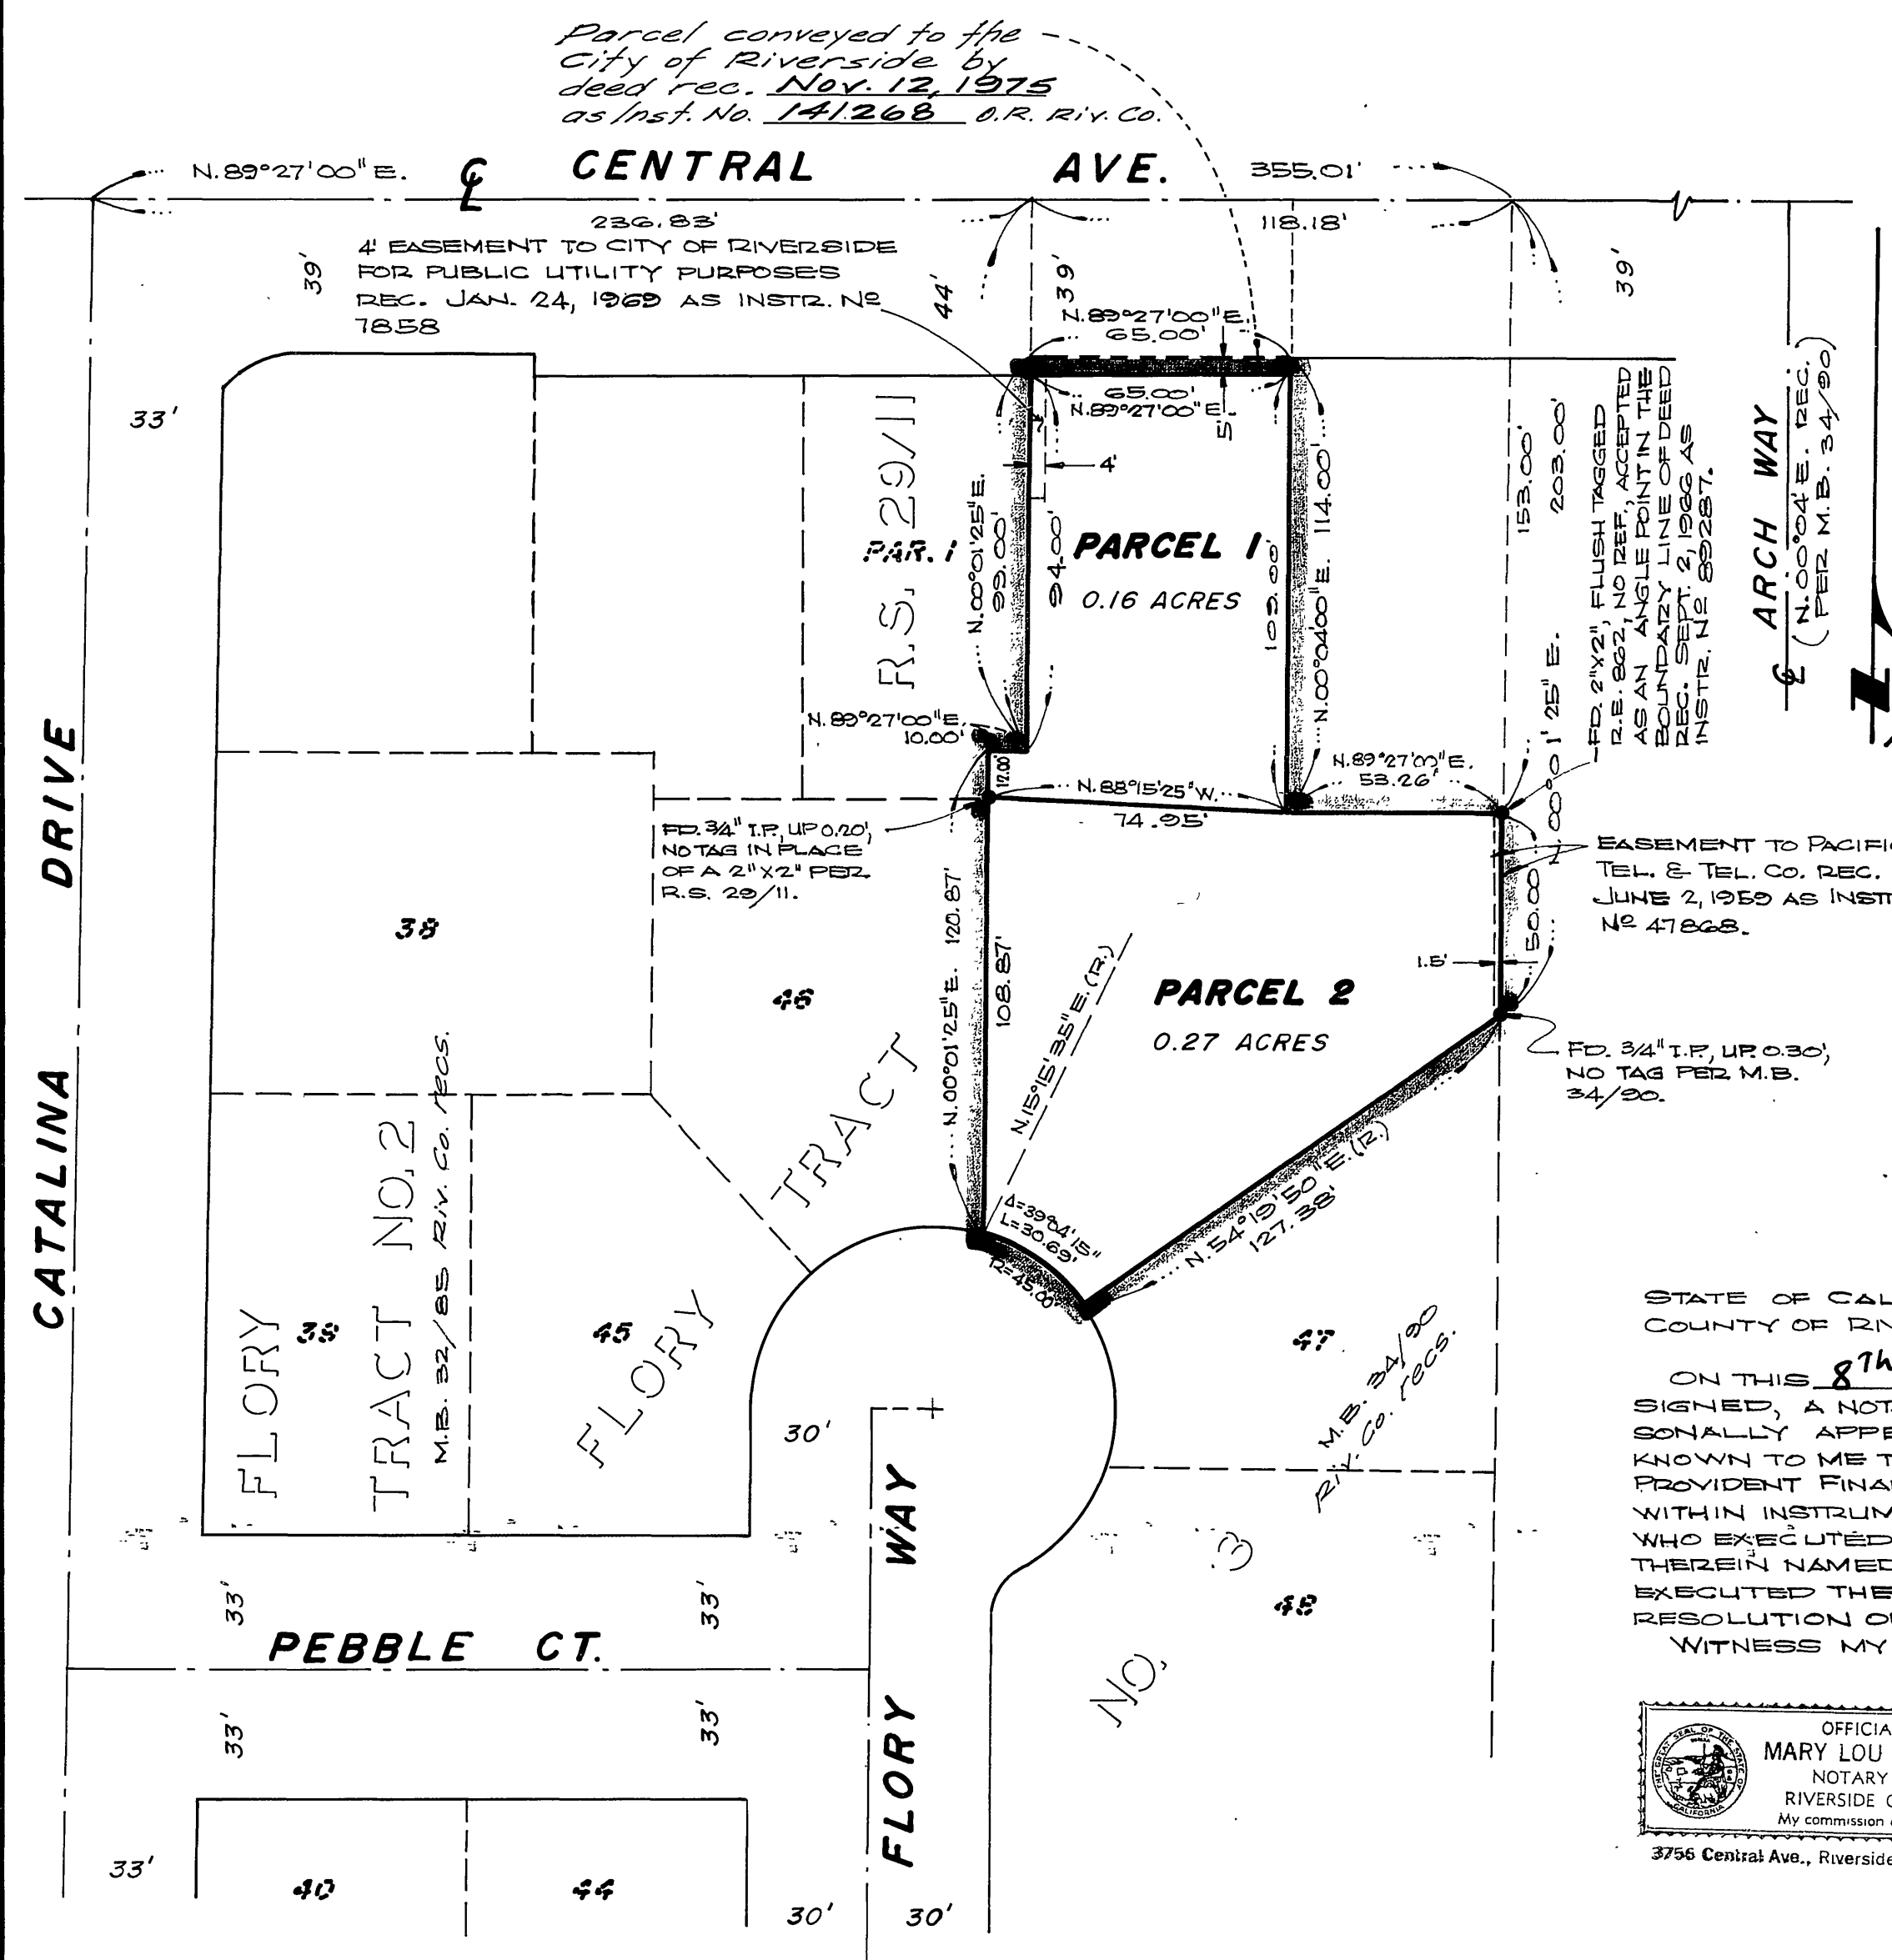 Parcel conveyed to the
City of Riverside by
deed rec. Nov. 12, 1975
as Inst. No. 141268 O.R. Riv. Co.
N.89°27'00"E.
℄ CENTRAL AVE.
355.01'
236.83'
118.18'
4' EASEMENT TO CITY OF RIVERSIDE
FOR PUBLIC UTILITY PURPOSES
REC. JAN. 24, 1969 AS INSTR. Nº
7858
39'
44'
39'
39'
N.89°27'00"E.
65.00'
65.00'
N.89°27'00"E.
5'
4'
33'
R.S. 29/11
PAR. 1
N.00°01'25"E.
99.00'
94.00'
PARCEL 1
0.16 ACRES
109.00'
N.00°04'00"E. 114.00'
153.00'
203.00'
N.00°01'25"E.
50.00'
FD. 2"X2", FLUSH TAGGED
R.E. 862, NO REF., ACCEPTED
AS AN ANGLE POINT IN THE
BOUNDARY LINE OF DEED
REC. SEPT. 2, 1966 AS
INSTR. Nº 89287.
℄ ARCH WAY
(N.00°04'E. REC.
PER M.B. 34/90)
N.89°27'00"E.
10.00'
12.00'
N.88°15'25"W.
74.95'
N.89°27'00"E.
53.26'
FD. 3/4" I.P., UP 0.20',
NO TAG IN PLACE
OF A 2"X2" PER
R.S. 29/11.
EASEMENT TO PACIFIC
TEL. & TEL. CO. REC.
JUNE 2, 1959 AS INSTR
Nº 47868.
1.5'
FD. 3/4" I.P., UP. 0.30',
NO TAG PER M.B.
34/90.
N.00°01'25"E. 120.87'
108.87'
N.15°15'35"E.(R.)
PARCEL 2
0.27 ACRES
N.54°19'50"E.(R.)
127.38'
Δ=39°04'15"
L=30.69'
R=45.00'
CATALINA DRIVE
38
46
39
45
47
48
FLORY
TRACT NO. 2
M.B. 32/85 Riv. Co. recs.
FLORY TRACT
NO. 3
M.B. 34/90
Riv. Co. recs.
30'
33'
33'
PEBBLE CT.
33'
33'
FLORY WAY
33'
40
44
30'
30'
STATE OF CAL
COUNTY OF RIV
ON THIS 8Th
SIGNED, A NOT
SONALLY APPE
KNOWN TO ME T
PROVIDENT FINA
WITHIN INSTRUM
WHO EXECUTED
THEREIN NAMED
EXECUTED THE
RESOLUTION O
WITNESS MY
THE GREAT SEAL OF THE STATE OF CALIFORNIA
OFFICIA
MARY LOU
NOTARY
RIVERSIDE C
My commission
3756 Central Ave., Riverside